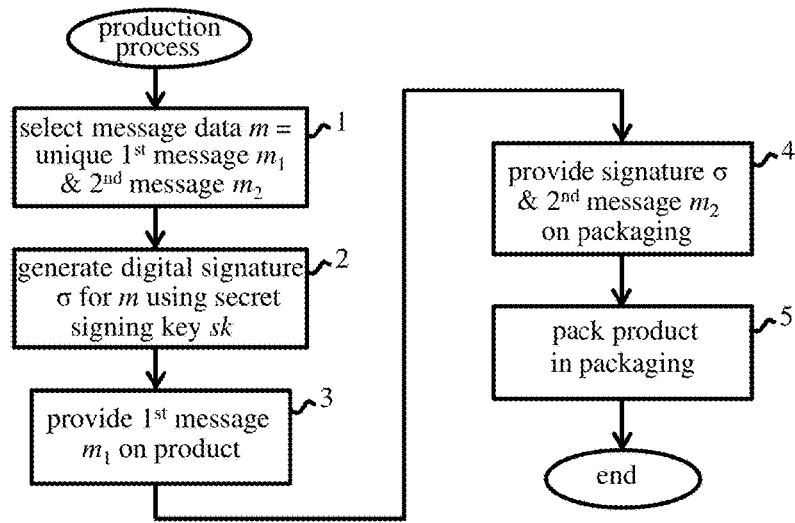 production
process
select message data m =
unique 1st message m1
& 2nd message m2
1
generate digital signature
σ for m using secret
signing key sk
2
provide 1st message
m1 on product
3
provide signature σ
& 2nd message m2
on packaging
4
pack product
in packaging
5
end